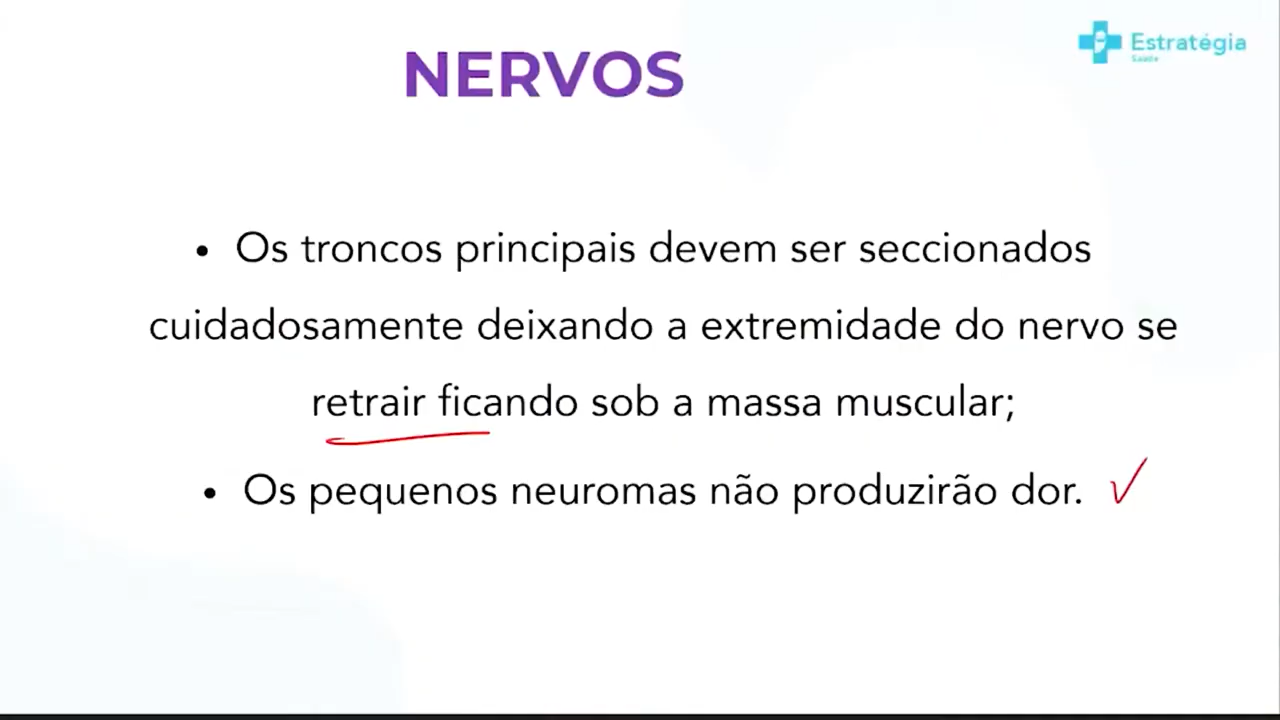 NERVOS
Estratégia
Saúde
• Os troncos principais devem ser seccionados
cuidadosamente deixando a extremidade do nervo se
retrair ficando sob a massa muscular;
• Os pequenos neuromas não produzirão dor.